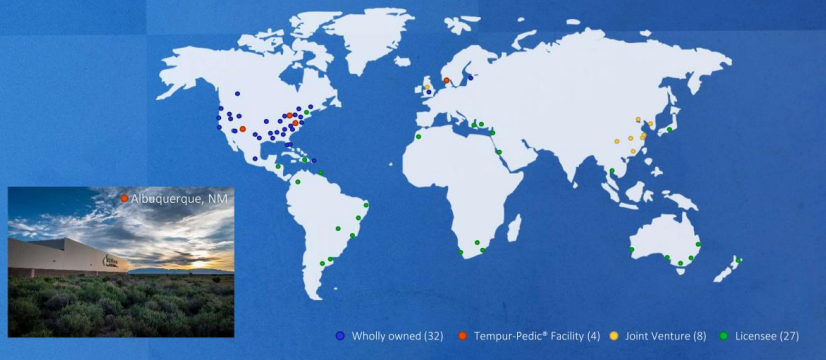 Albuquerque, NM
Wholly owned (32) Tempur-Pedic® Facility (4) Joint Venture (8) Licensee (27)